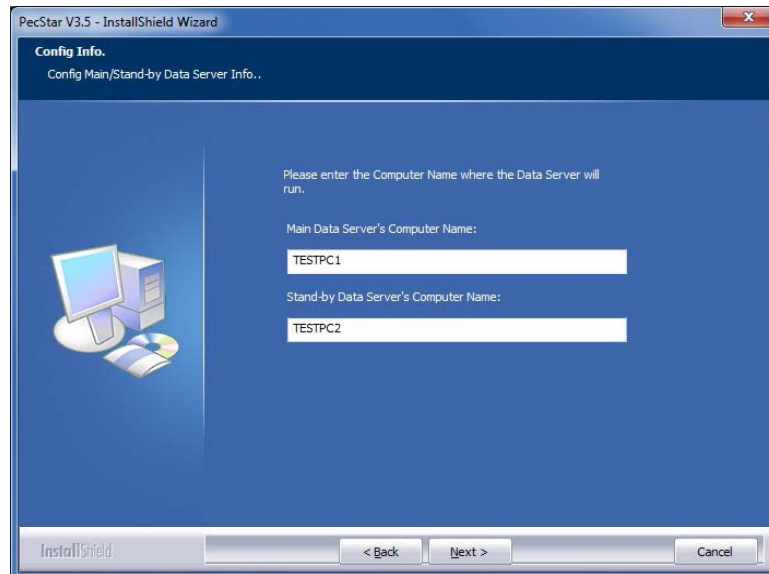 PecStar V3.5 - InstallShield Wizard
Config Info.
Config Main/Stand-by Data Server Info..
Please enter the Computer Name where the Data Server will
run.
Main Data Server's Computer Name:
TESTPC1
Stand-by Data Server's Computer Name:
TESTPC2
InstallShield
< Back
Next >
Cancel